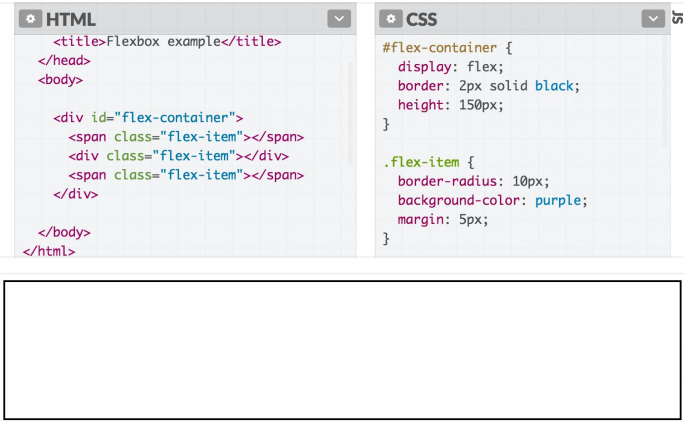 HTML
<title>Flexbox example</title>
</head>
<body>
<div id="flex-container">
<span class="flex-item"></span>
<div class="flex-item"></div>
<span class="flex-item"></span>
</div>
</body>
</html>
CSS
#flex-container {
display: flex;
border: 2px solid black;
height: 150px;
}
.flex-item {
border-radius: 10px;
background-color: purple;
margin: 5px;
}
JS